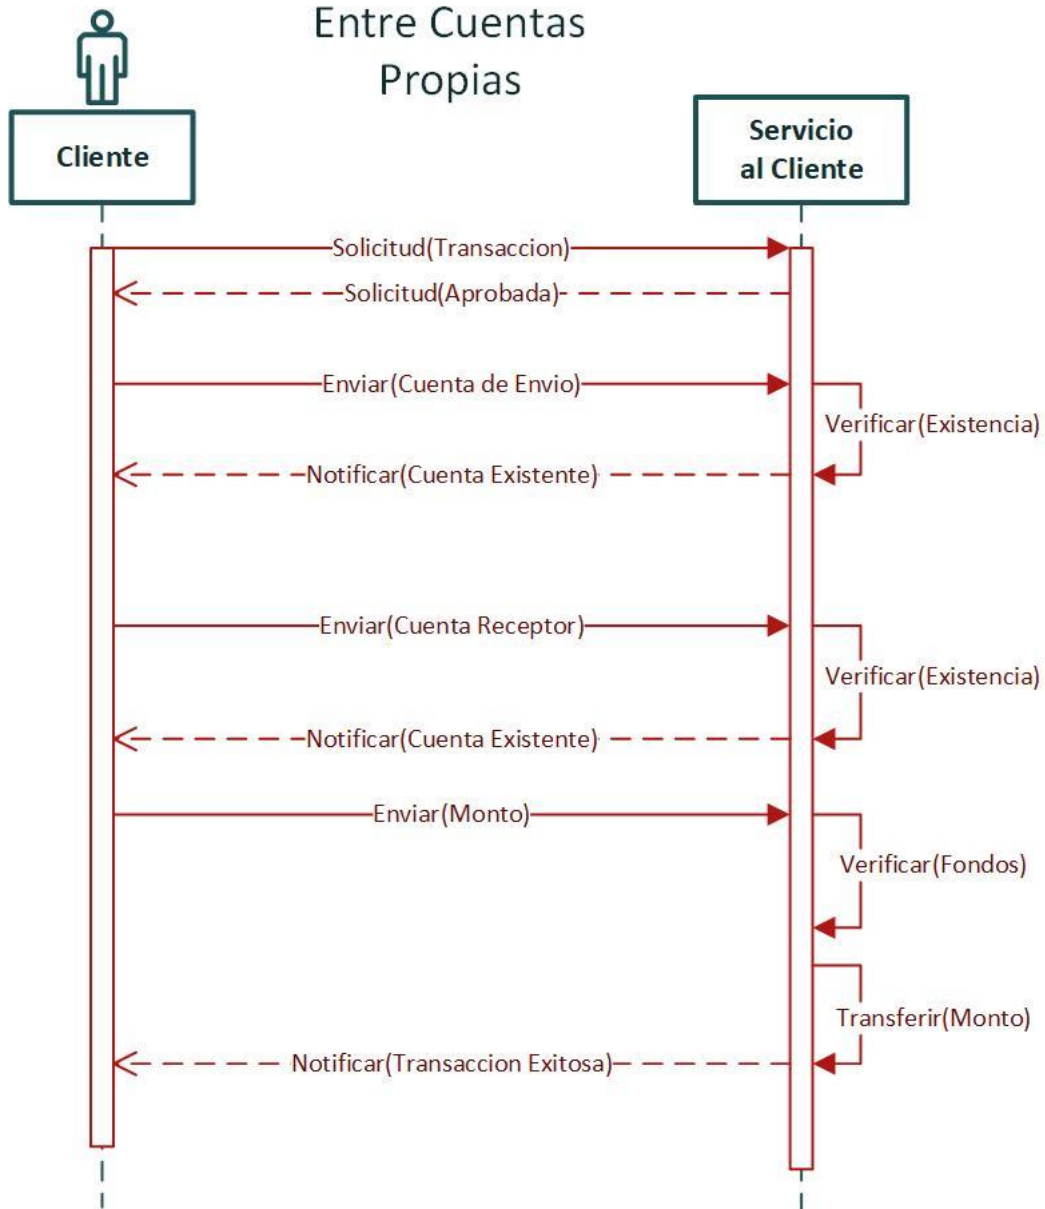 Entre Cuentas
Propias
Cliente
Servicio
al Cliente
Solicitud(Transaccion)
Solicitud(Aprobada)
Enviar(Cuenta de Envio)
Verificar(Existencia)
Notificar(Cuenta Existente)
Enviar(Cuenta Receptor)
Verificar(Existencia)
Notificar(Cuenta Existente)
Enviar(Monto)
Verificar(Fondos)
Transferir(Monto)
Notificar(Transaccion Exitosa)